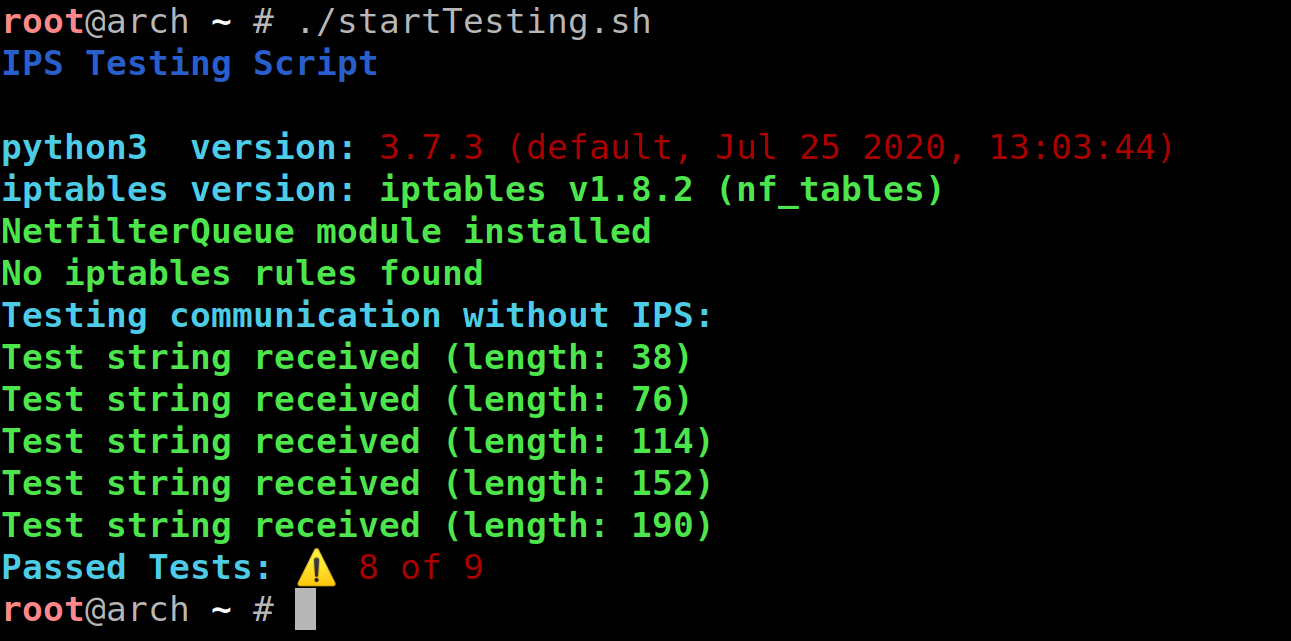 root@arch ~ # ./startTesting.sh
IPS Testing Script
python3  version: 3.7.3 (default, Jul 25 2020, 13:03:44)
iptables version: iptables v1.8.2 (nf_tables)
NetfilterQueue module installed
No iptables rules found
Testing communication without IPS:
Test string received (length: 38)
Test string received (length: 76)
Test string received (length: 114)
Test string received (length: 152)
Test string received (length: 190)
Passed Tests: ⚠️ 8 of 9
root@arch ~ #